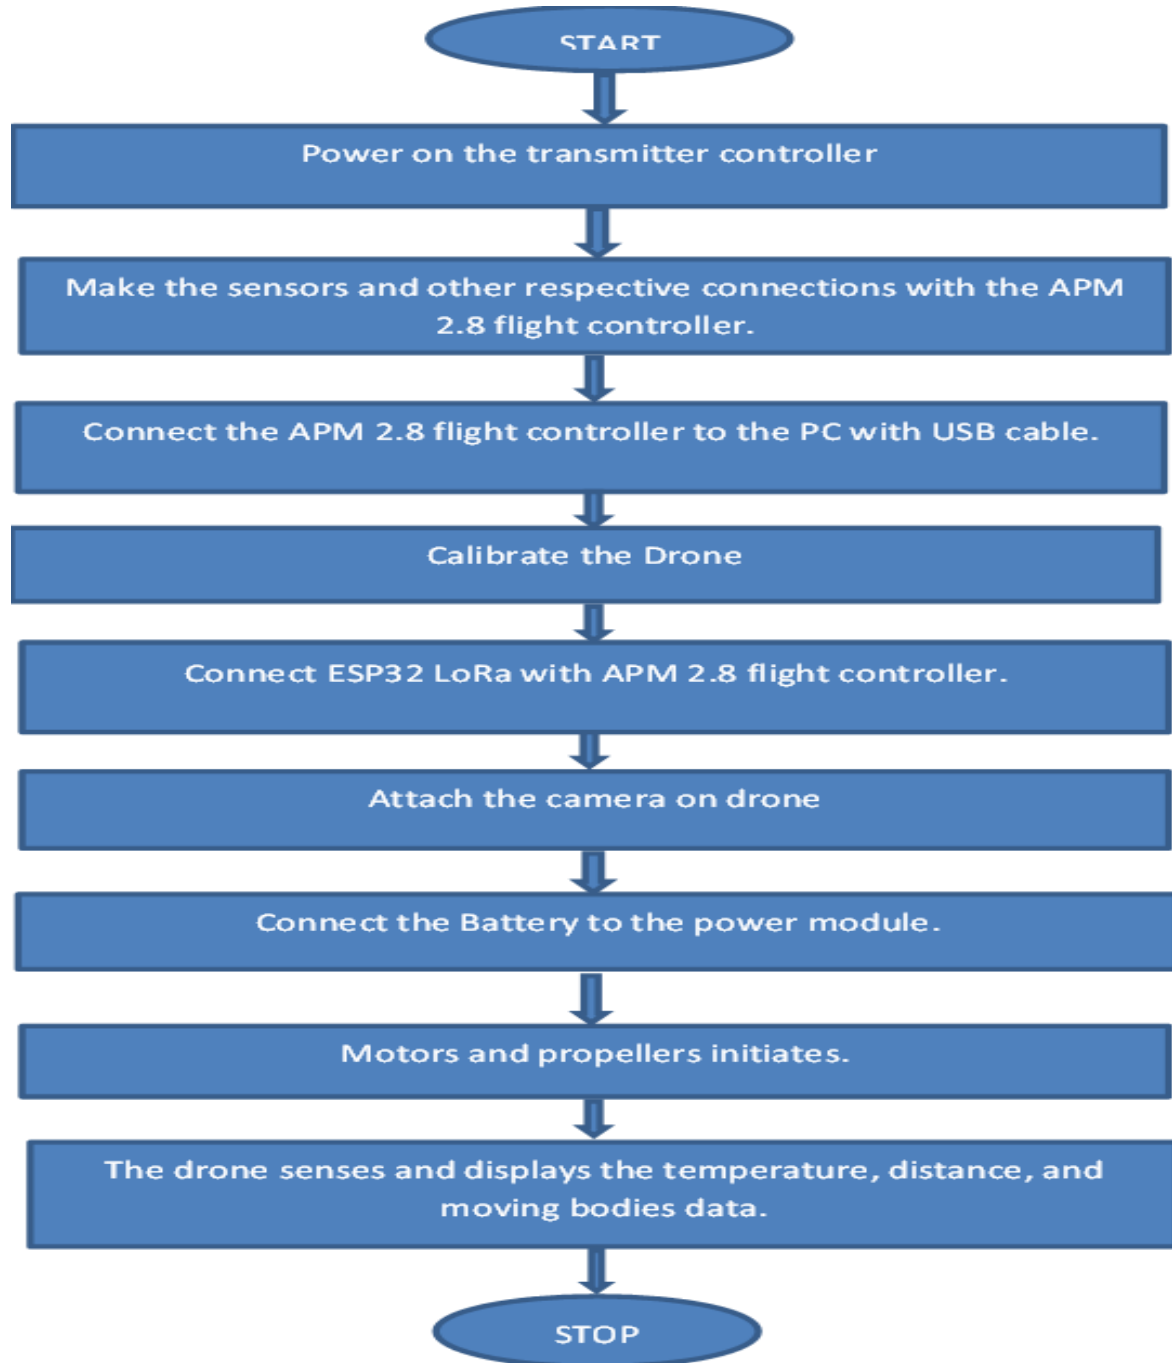 START
Power on the transmitter controller
Make the sensors and other respective connections with the APM
2.8 flight controller.
Connect the APM 2.8 flight controller to the PC with USB cable.
Calibrate the Drone
Connect ESP32 LoRa with APM 2.8 flight controller.
Attach the camera on drone
Connect the Battery to the power module.
Motors and propellers initiates.
The drone senses and displays the temperature, distance, and
moving bodies data.
STOP